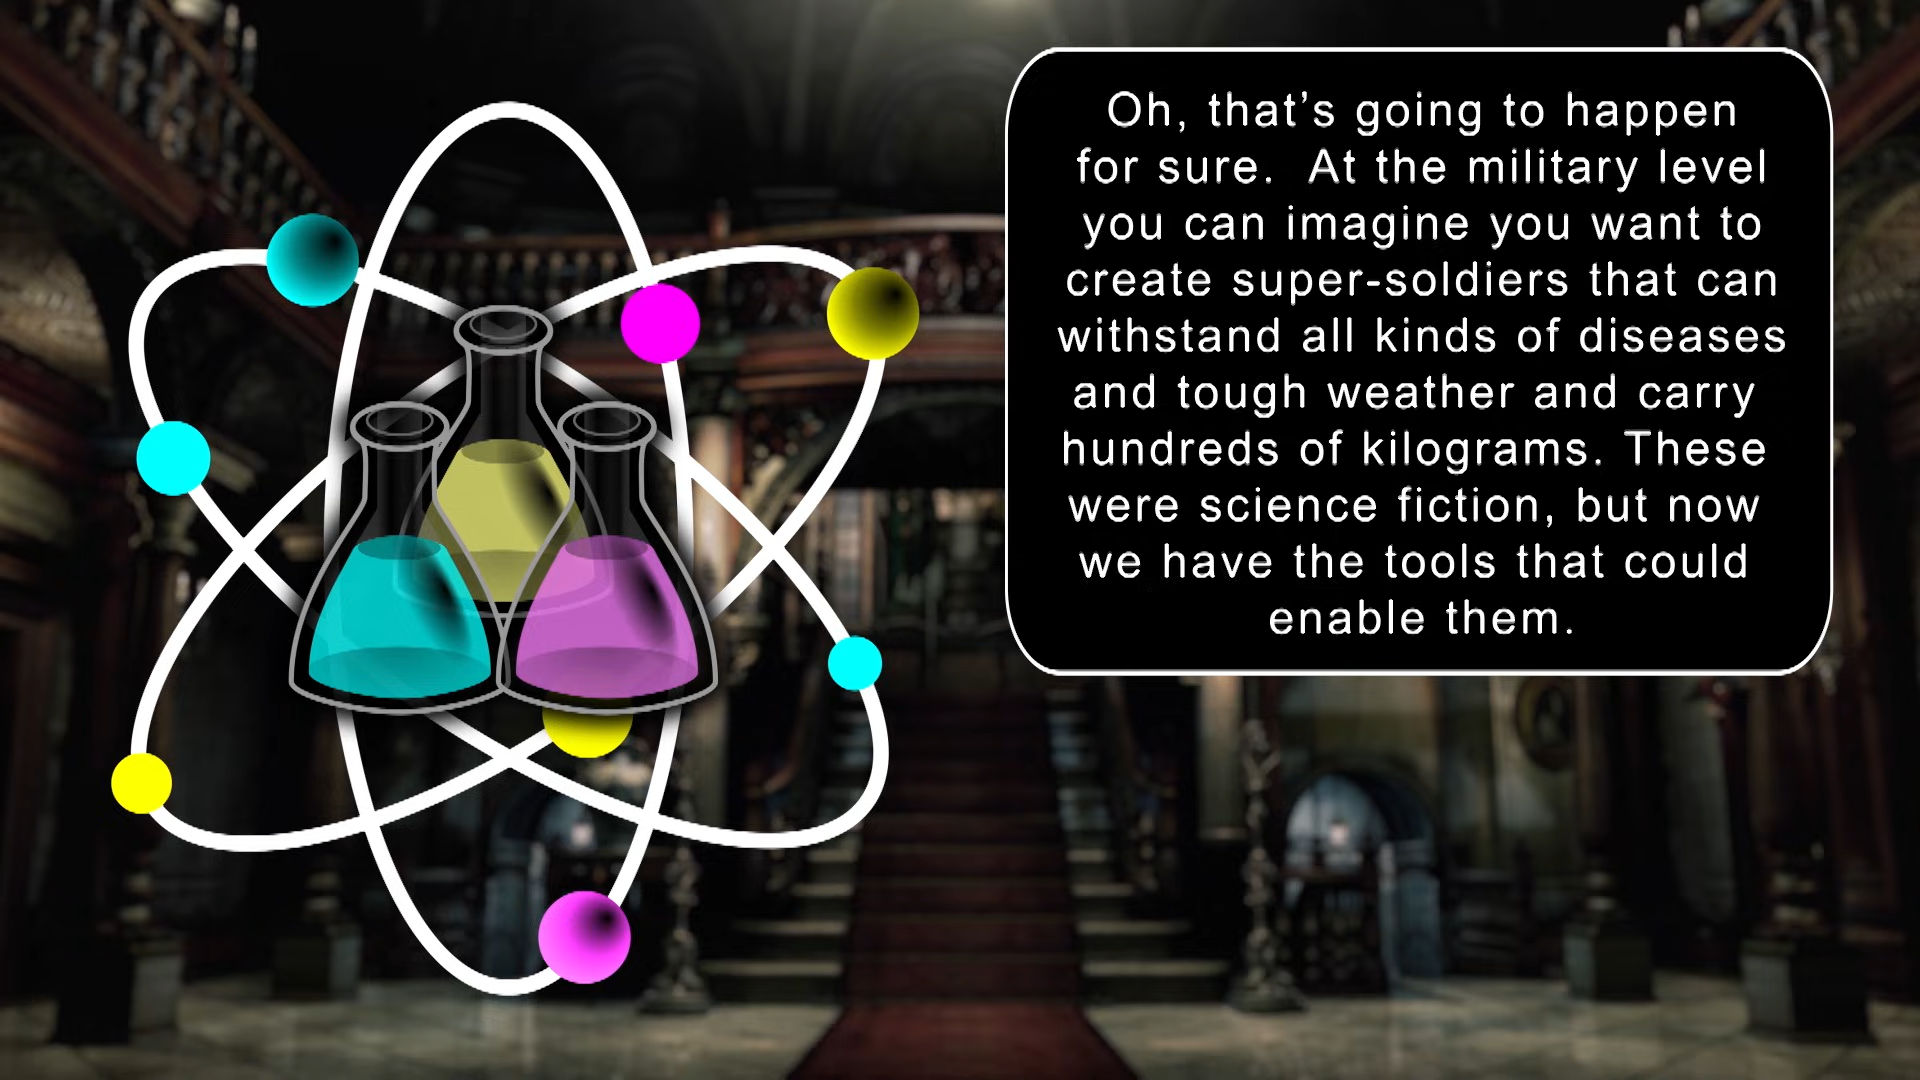 Oh, that’s going to happen
for sure.  At the military level
you can imagine you want to
create super-soldiers that can
withstand all kinds of diseases
and tough weather and carry
hundreds of kilograms. These
were science fiction, but now
we have the tools that could
enable them.